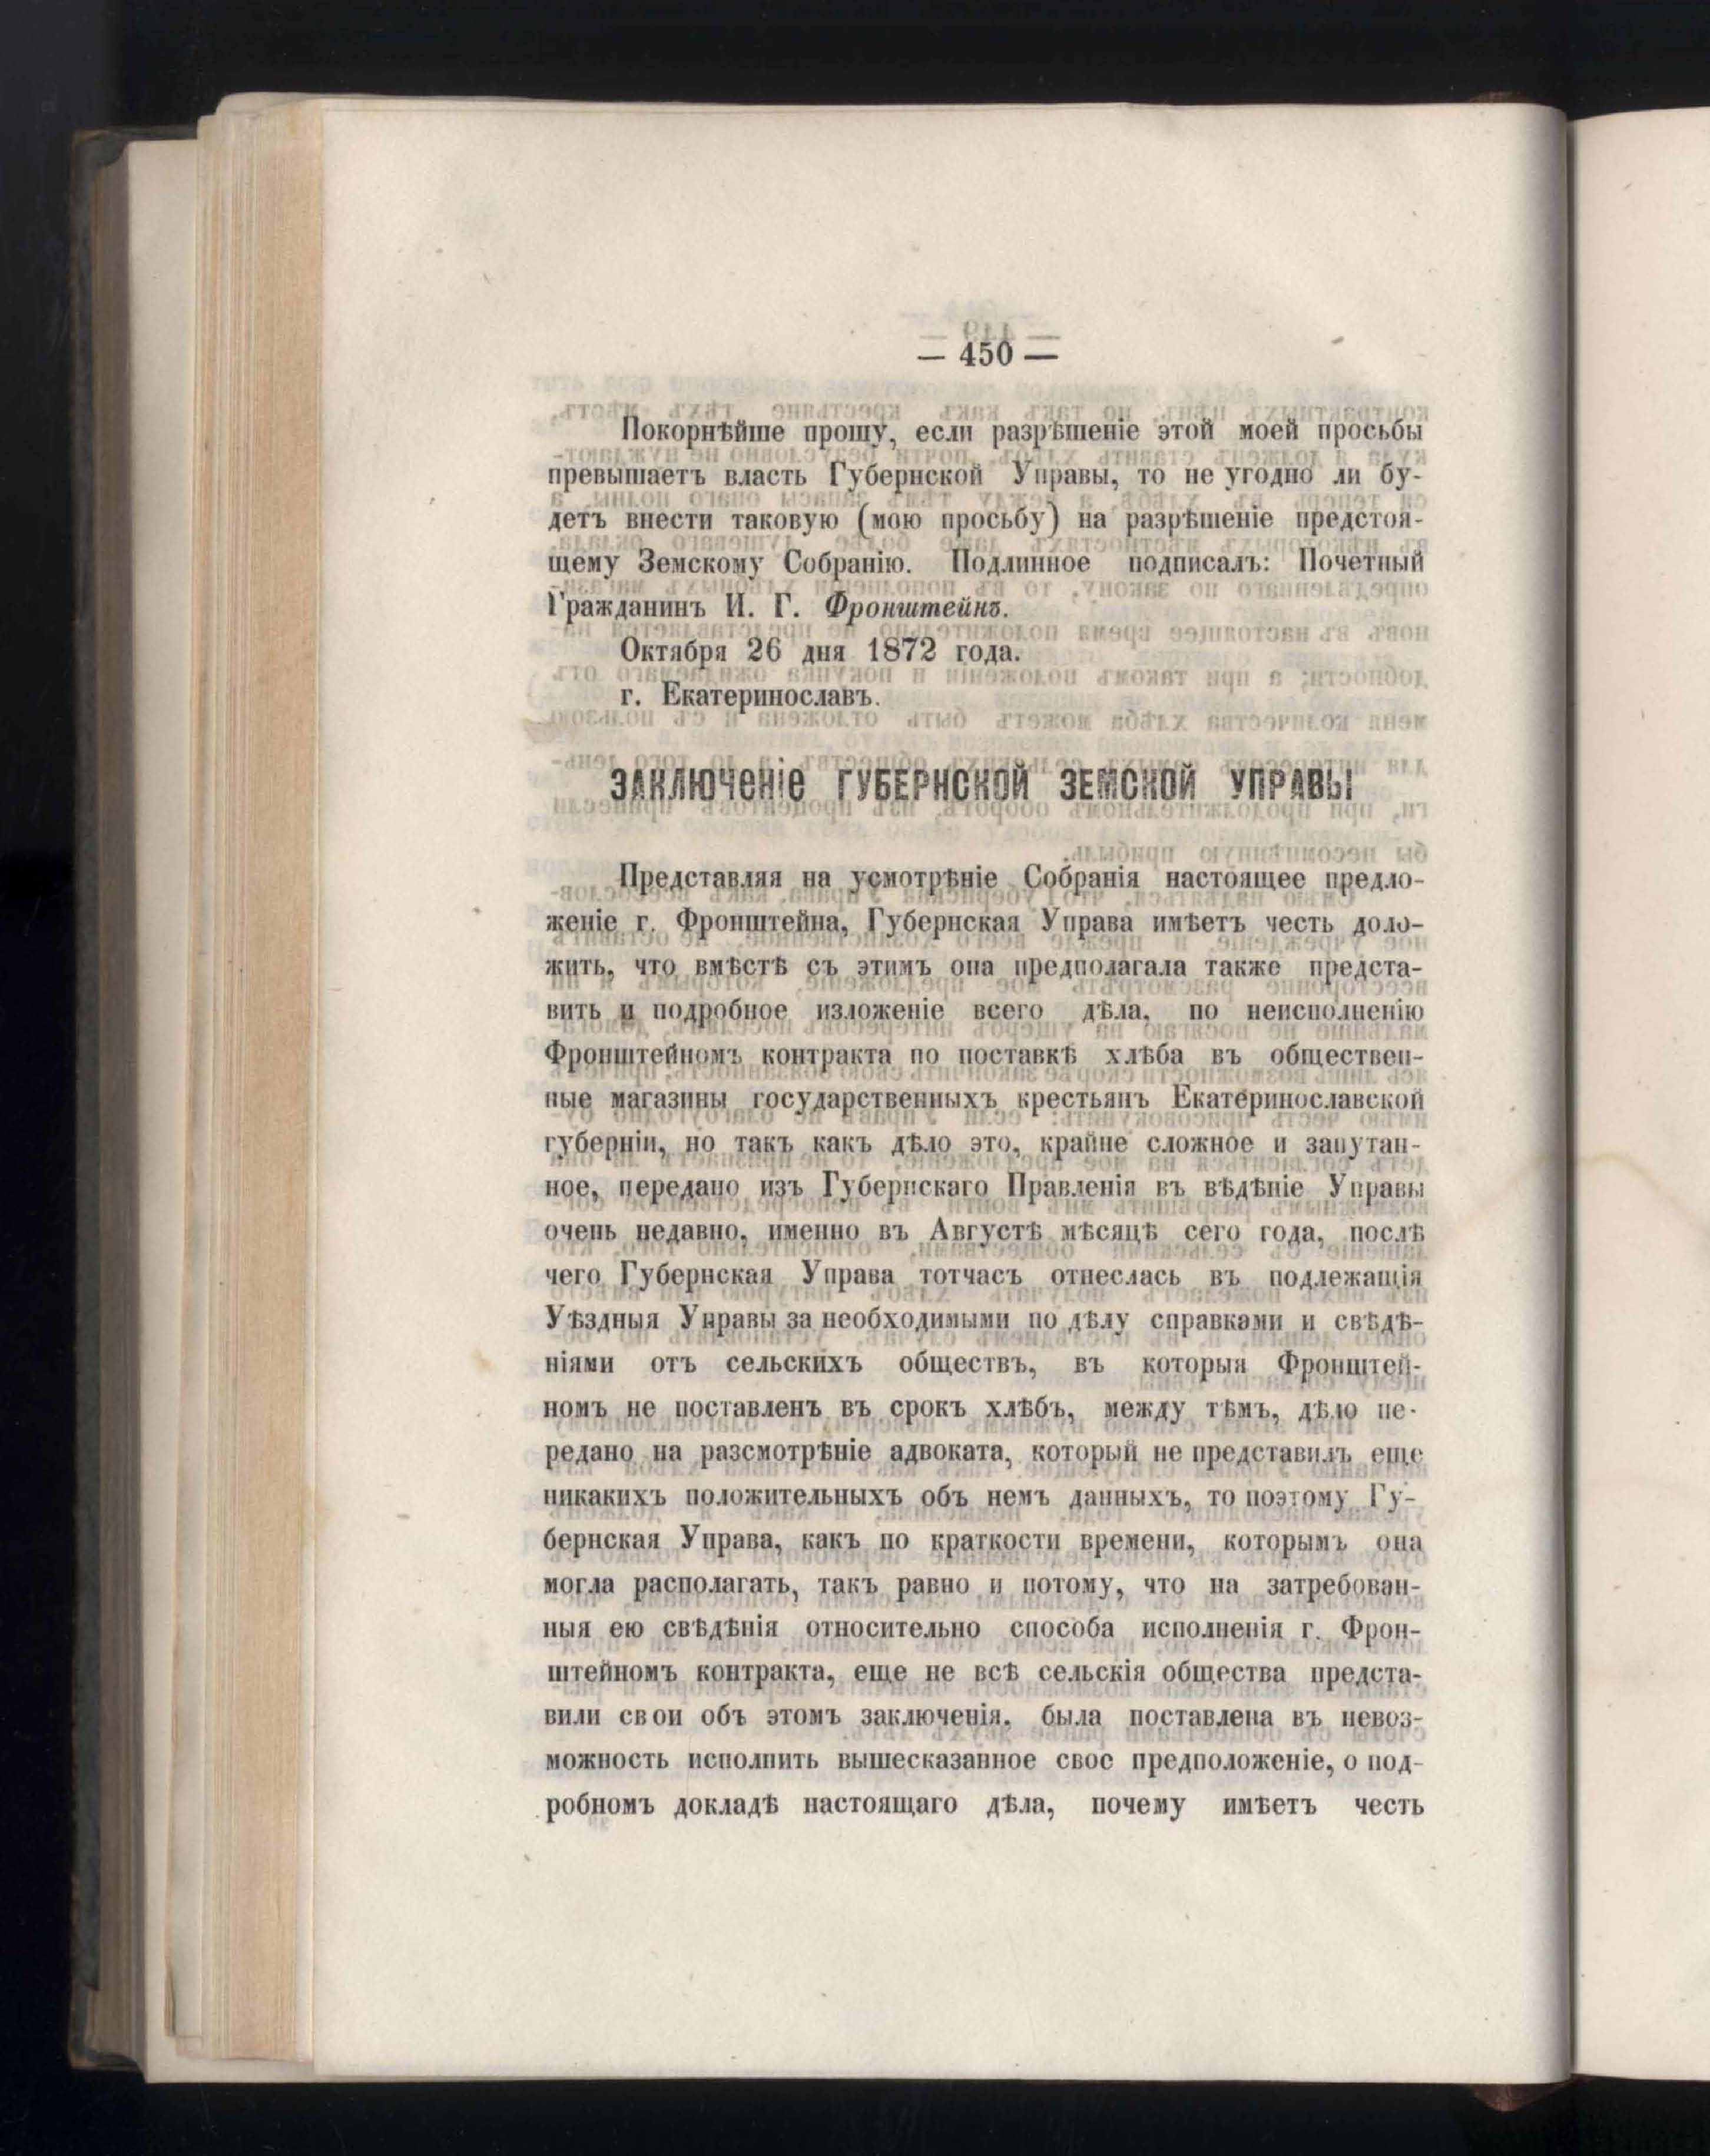 — 450 —
Покорнѣйше прошу, если разрѣшеніе этой моей просьбы
превышаетъ власть Губернской Управы, то не угодно ли бу-
детъ внести таковую (мою просьбу) на разрѣшеніе предстоя-
щему Земскому Собранію. Подлинное подписалъ: Почетный
Гражданинъ И. Г. Фронштейнъ.
Октября 26 дня 1872 года.
г. Екатеринославъ.
ЗАКЛЮЧЕНІЕ ГУБЕРНСКОЙ ЗЕМСКОЙ УПРАВЫ
Представляя на усмотрѣніе Собранія настоящее предло-
женіе г. Фронштейна, Губернская Управа имѣетъ честь доло-
жить, что вмѣстѣ съ этимъ она предполагала также предста-
вить и подробное изложеніе всего дѣла, по неисполненію
Фронштейномъ контракта по поставкѣ хлѣба въ обществен-
ные магазины государственныхъ крестьянъ Екатеринославской
губерніи, но такъ какъ дѣло это, крайне сложное и запутан-
ное, передано изъ Губернскаго Правленія въ вѣдѣніе Управы
очень недавно, именно въ Августѣ мѣсяцѣ сего года, послѣ
чего Губернская Управа тотчасъ отнеслась въ подлежащія
Уѣздныя Управы за необходимыми по дѣлу справками и свѣдѣ-
ніями отъ сельскихъ обществъ, въ которыя Фронштей-
номъ не поставленъ въ срокъ хлѣбъ, между тѣмъ, дѣло пе-
редано на разсмотрѣніе адвоката, который не представилъ еще
никакихъ положительныхъ объ немъ данныхъ, то поэтому Гу-
бернская Управа, какъ по краткости времени, которымъ она
могла располагать, такъ равно и потому, что на затребован-
ныя ею свѣдѣнія относительно способа исполненія г. Фрон-
штейномъ контракта, еще не всѣ сельскія общества предста-
вили свои объ этомъ заключенія, была поставлена въ невоз-
можность исполнить вышесказанное свое предположеніе, о под-
робномъ докладѣ настоящаго дѣла, почему имѣетъ честь